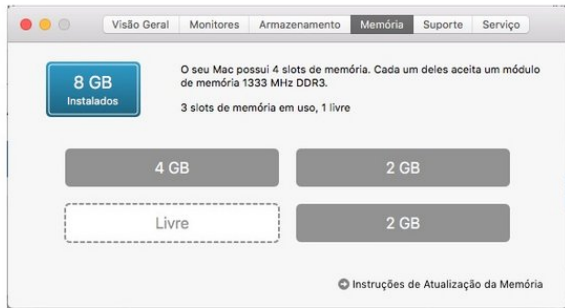 Visão Geral
Monitores
Armazenamento
Memória
Suporte
Serviço
8 GB
Instalados
O seu Mac possui 4 slots de memória. Cada um deles aceita um módulo
de memória 1333 MHz DDR3.
3 slots de memória em uso, 1 livre
4 GB
2 GB
Livre
2 GB
Instruções de Atualização da Memória